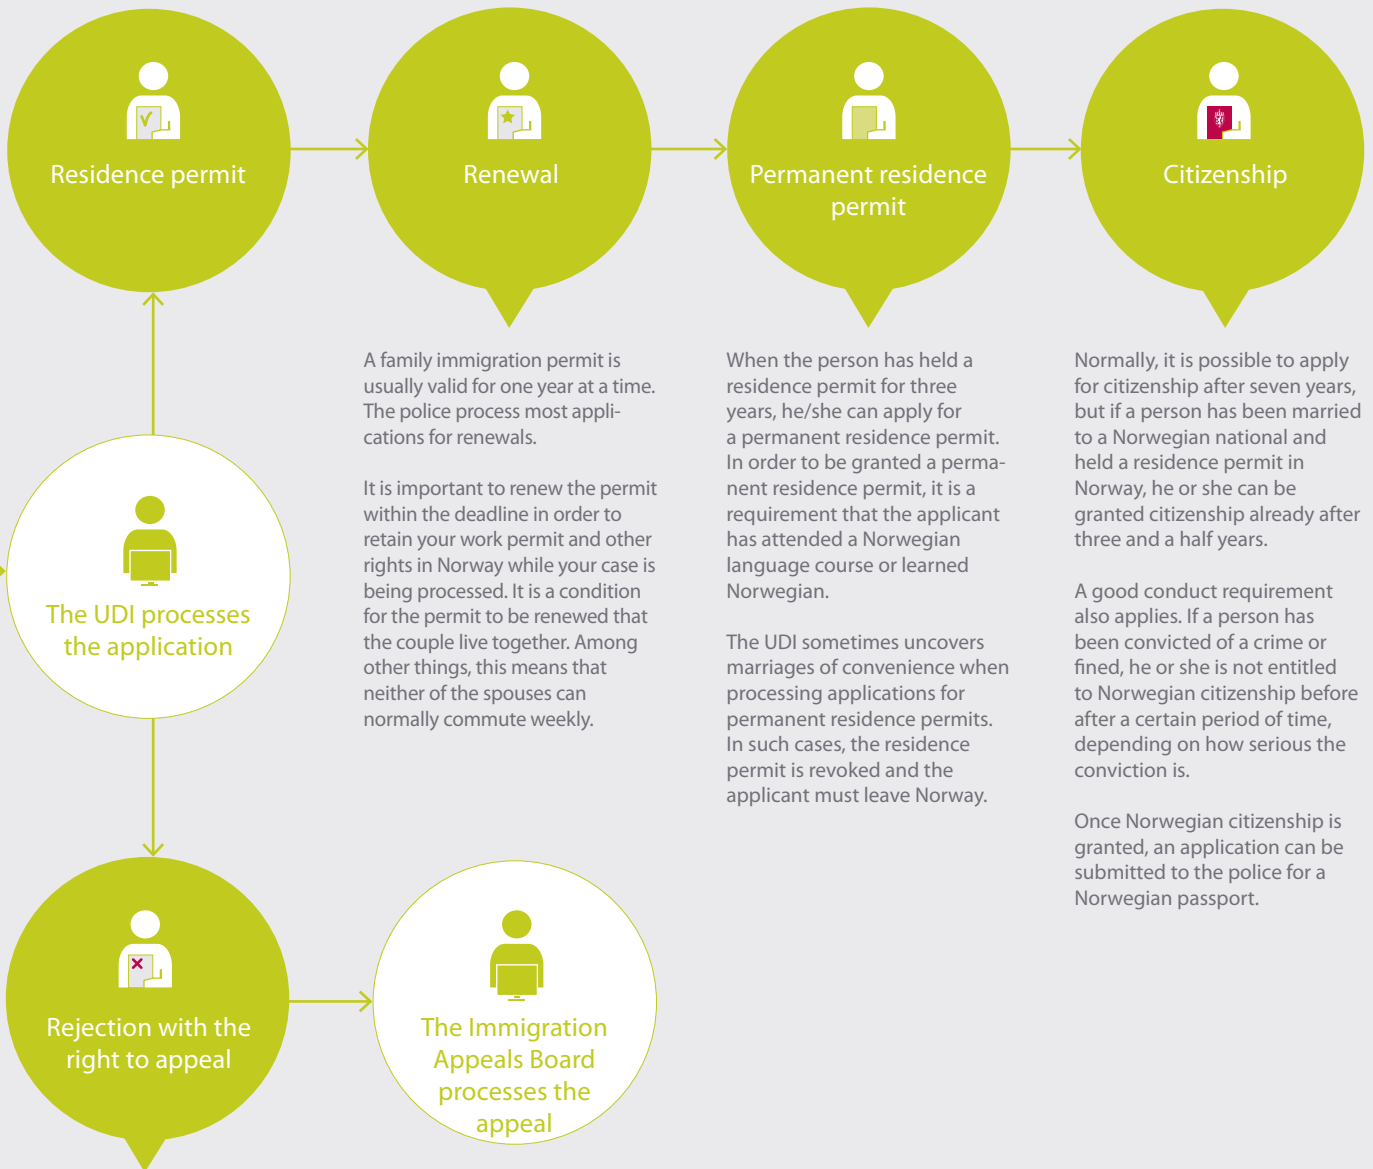 Residence permit
Renewal
Permanent residence
permit
Citizenship
A family immigration permit is
usually valid for one year at a time.
The police process most appli-
cations for renewals.
It is important to renew the permit
within the deadline in order to
retain your work permit and other
rights in Norway while your case is
being processed. It is a condition
for the permit to be renewed that
the couple live together. Among
other things, this means that
neither of the spouses can
normally commute weekly.
When the person has held a
residence permit for three
years, he/she can apply for
a permanent residence permit.
In order to be granted a perma-
nent residence permit, it is a
requirement that the applicant
has attended a Norwegian
language course or learned
Norwegian.
The UDI sometimes uncovers
marriages of convenience when
processing applications for
permanent residence permits.
In such cases, the residence
permit is revoked and the
applicant must leave Norway.
Normally, it is possible to apply
for citizenship after seven years,
but if a person has been married
to a Norwegian national and
held a residence permit in
Norway, he or she can be
granted citizenship already after
three and a half years.
A good conduct requirement
also applies. If a person has
been convicted of a crime or
fined, he or she is not entitled
to Norwegian citizenship before
after a certain period of time,
depending on how serious the
conviction is.
Once Norwegian citizenship is
granted, an application can be
submitted to the police for a
Norwegian passport.
The UDI processes
the application
Rejection with the
right to appeal
The Immigration
Appeals Board
processes the
appeal